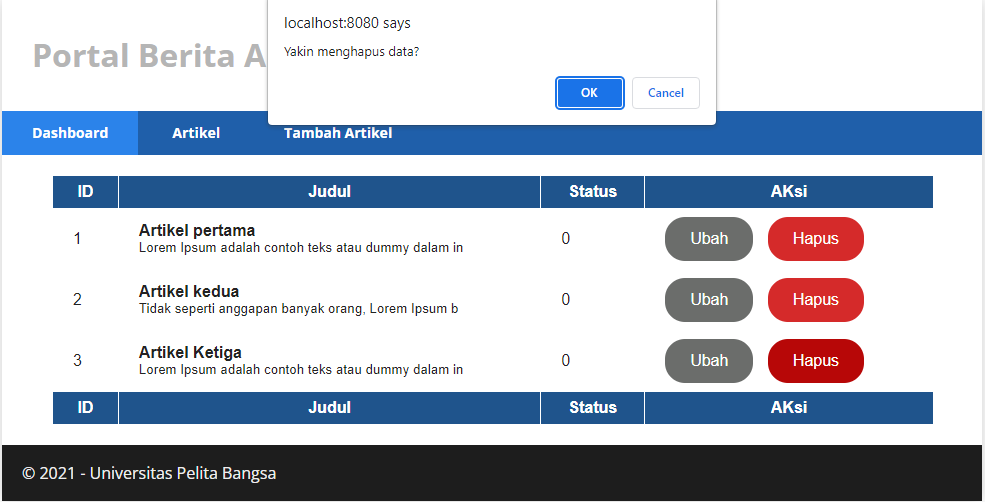 localhost:8080 says
Yakin menghapus data?
OK Cancel
Portal Berita A
Dashboard Artikel Tambah Artikel
ID Judul Status AKsi
1 Artikel pertama 0 Ubah Hapus
Lorem Ipsum adalah contoh teks atau dummy dalam in
2 Artikel kedua 0 Ubah Hapus
Tidak seperti anggapan banyak orang, Lorem Ipsum b
3 Artikel Ketiga 0 Ubah Hapus
Lorem Ipsum adalah contoh teks atau dummy dalam in
ID Judul Status AKsi
© 2021 - Universitas Pelita Bangsa